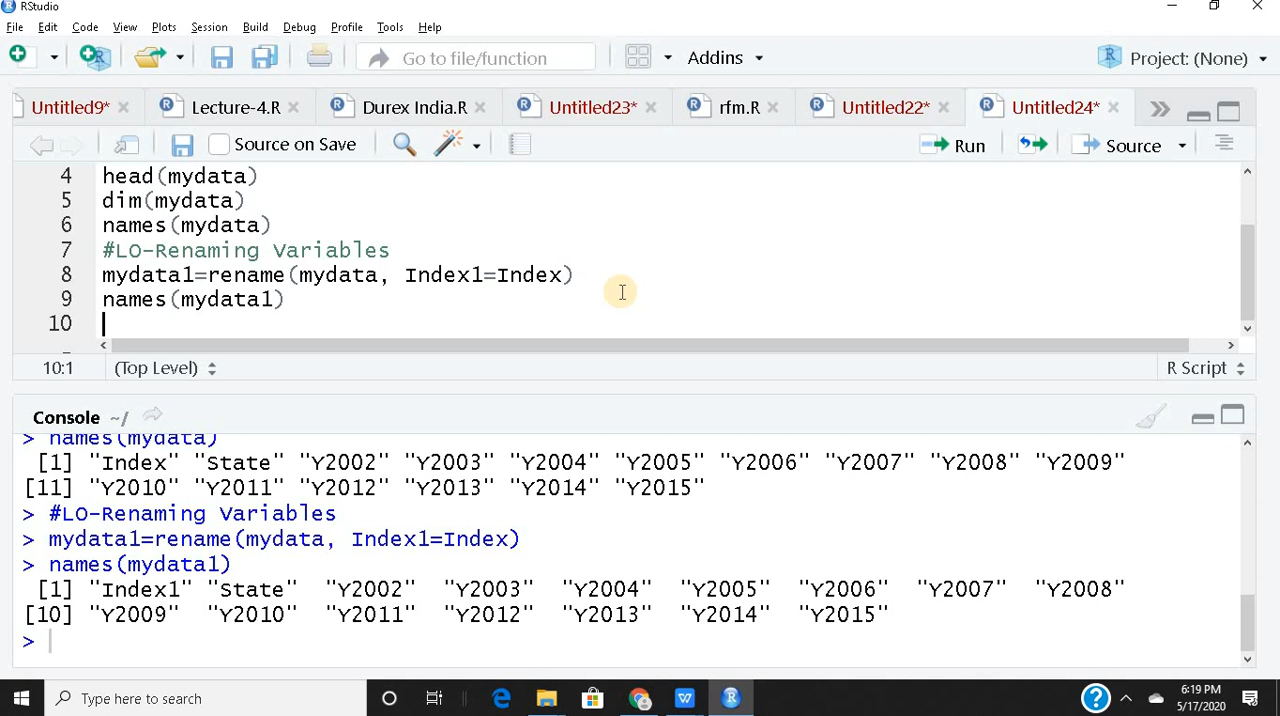 RStudio
File Edit Code View Plots Session Build Debug Profile Tools Help
Go to file/function Addins Project: (None)
Untitled9* Lecture-4.R Durex India.R Untitled23* rfm.R Untitled22* Untitled24*
Source on Save Run Source
4 head(mydata)
5 dim(mydata)
6 names(mydata)
7 #LO-Renaming Variables
8 mydata1=rename(mydata, Index1=Index)
9 names(mydata1)
10
10:1 (Top Level) R Script
Console ~/
> names(mydata)
[1] "Index" "State" "Y2002" "Y2003" "Y2004" "Y2005" "Y2006" "Y2007" "Y2008" "Y2009"
[11] "Y2010" "Y2011" "Y2012" "Y2013" "Y2014" "Y2015"
> #LO-Renaming Variables
> mydata1=rename(mydata, Index1=Index)
> names(mydata1)
[1] "Index1" "State" "Y2002" "Y2003" "Y2004" "Y2005" "Y2006" "Y2007" "Y2008"
[10] "Y2009" "Y2010" "Y2011" "Y2012" "Y2013" "Y2014" "Y2015"
>
Type here to search
6:19 PM
5/17/2020